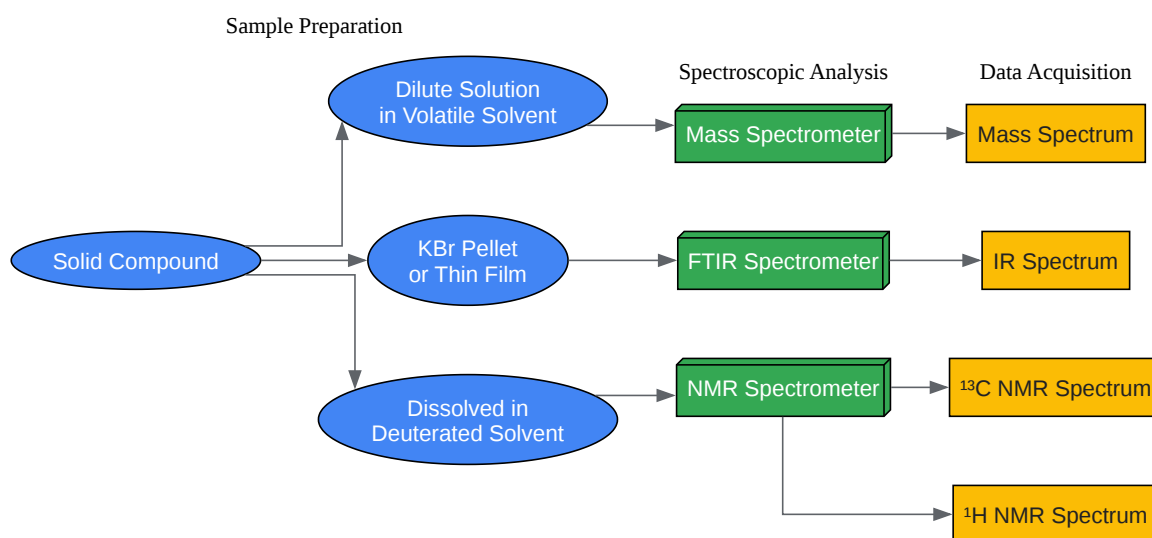 Sample Preparation
Spectroscopic Analysis
Data Acquisition
Dilute Solution
in Volatile Solvent
Mass Spectrometer
Mass Spectrum
Solid Compound
KBr Pellet
or Thin Film
FTIR Spectrometer
IR Spectrum
Dissolved in
Deuterated Solvent
NMR Spectrometer
¹³C NMR Spectrum
¹H NMR Spectrum